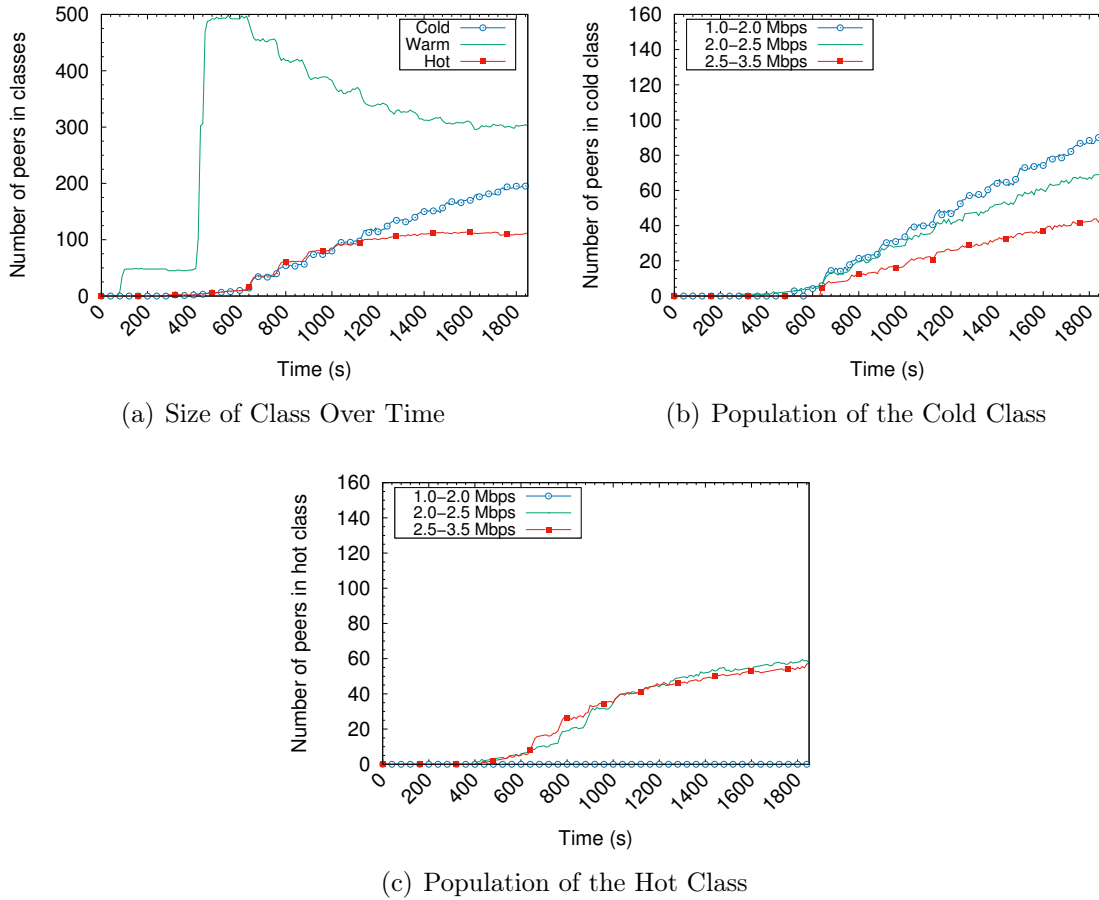 Number of peers in classes
500
400
300
200
100
0
Cold
Warm
Hot
0 200 400 600 800 1000 1200 1400 1600 1800
Time (s)
(a) Size of Class Over Time
Number of peers in cold class
160
140
120
100
80
60
40
20
0
1.0−2.0 Mbps
2.0−2.5 Mbps
2.5−3.5 Mbps
0 200 400 600 800 1000 1200 1400 1600 1800
Time (s)
(b) Population of the Cold Class
Number of peers in hot class
160
140
120
100
80
60
40
20
0
1.0−2.0 Mbps
2.0−2.5 Mbps
2.5−3.5 Mbps
0 200 400 600 800 1000 1200 1400 1600 1800
Time (s)
(c) Population of the Hot Class